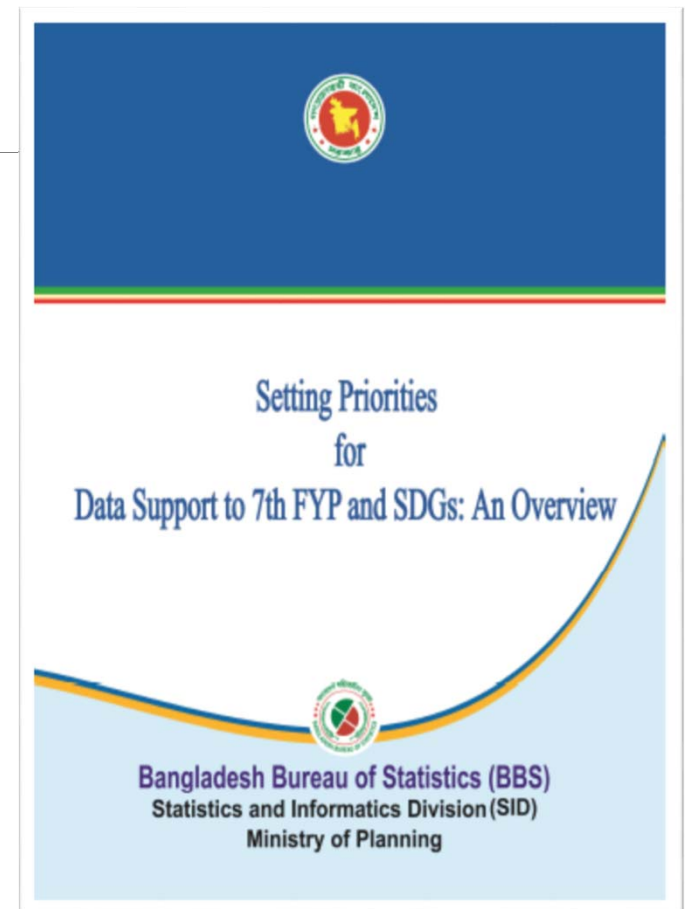 Setting Priorities
for
Data Support to 7th FYP and SDGs: An Overview
Bangladesh Bureau of Statistics (BBS)
Statistics and Informatics Division (SID)
Ministry of Planning